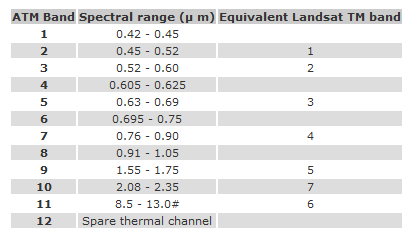 ATM Band Spectral range (µ m) Equivalent Landsat TM band
1 0.42 - 0.45
2 0.45 - 0.52 1
3 0.52 - 0.60 2
4 0.605 - 0.625
5 0.63 - 0.69 3
6 0.695 - 0.75
7 0.76 - 0.90 4
8 0.91 - 1.05
9 1.55 - 1.75 5
10 2.08 - 2.35 7
11 8.5 - 13.0# 6
12 Spare thermal channel